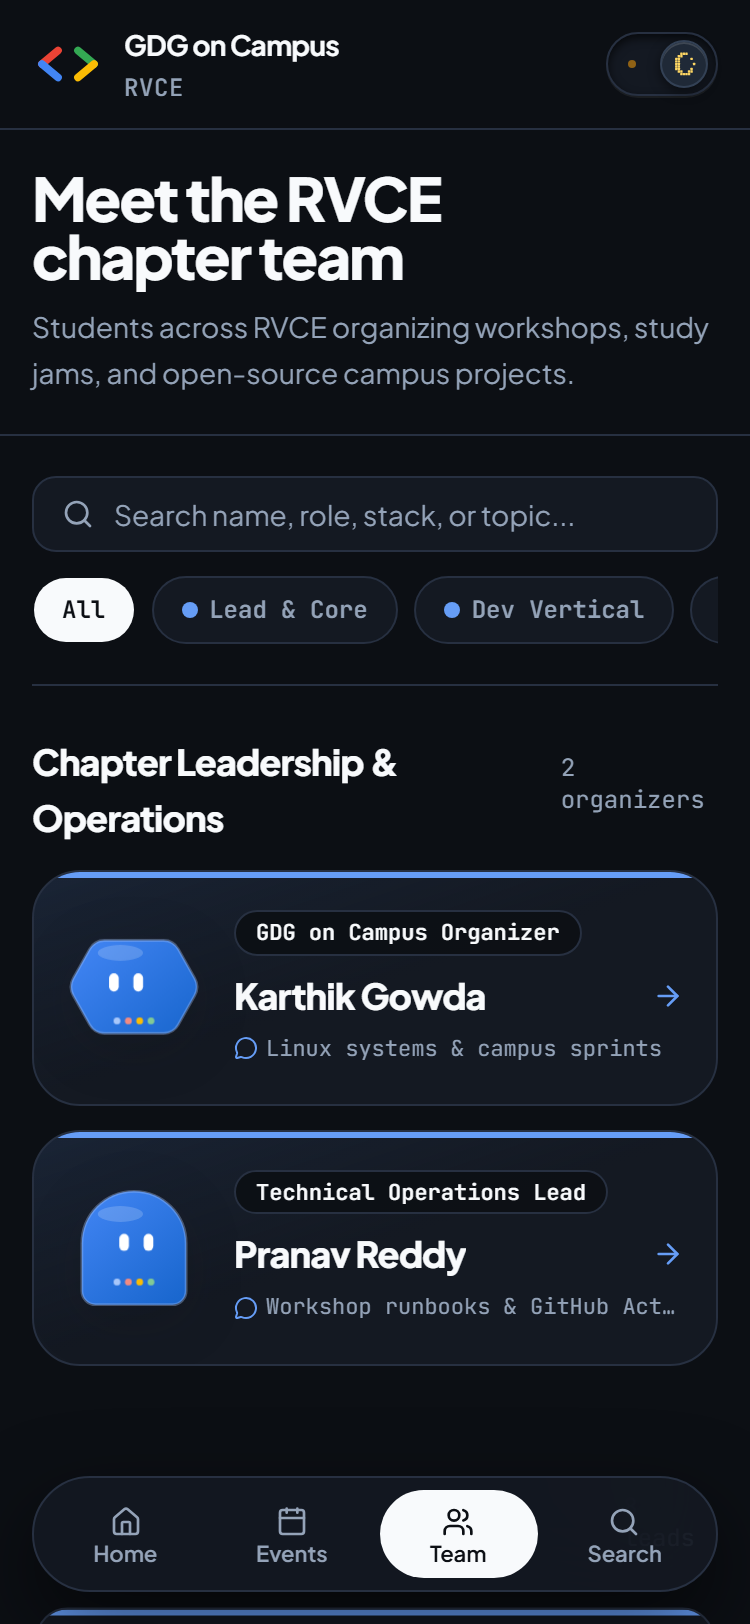 GDG on Campus
RVCE
Meet the RVCE
chapter team
Students across RVCE organizing workshops, study
jams, and open-source campus projects.
Search name, role, stack, or topic...
All
Lead & Core
Dev Vertical
Chapter Leadership &
Operations
2
organizers
GDG on Campus Organizer
Karthik Gowda
Linux systems & campus sprints
Technical Operations Lead
Pranav Reddy
Workshop runbooks & GitHub Act…
Home
Events
Team
Search